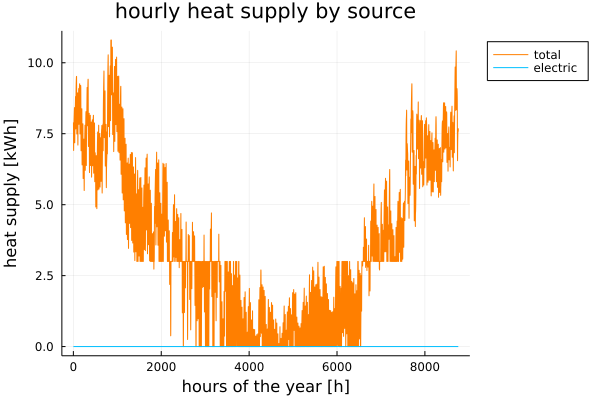 hourly heat supply by source
total
electric
heat supply [kWh]
10.0
7.5
5.0
2.5
0.0
0 2000 4000 6000 8000
hours of the year [h]